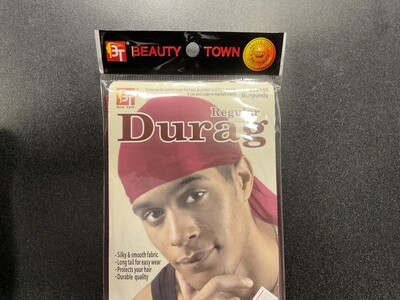 BT BEAUTY TOWN
BT
New York
Burgundy
Regular
Durag
• Silky & smooth fabric
• Long tail for easy wear
• Protects your hair
• Durable quality